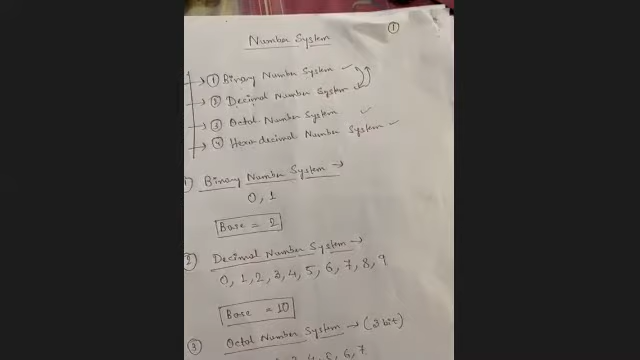 Number System
①
→ ① Binary Number System ✓
→ ② Decimal Number System
→ ③ Octal Number System ✓
→ ④ Hexa-decimal Number System ✓
① Binary Number System →
0, 1
Base = 2
② Decimal Number System →
0, 1, 2, 3, 4, 5, 6, 7, 8, 9
Base = 10
③ Octal Number System → (3 bit)
6, 7